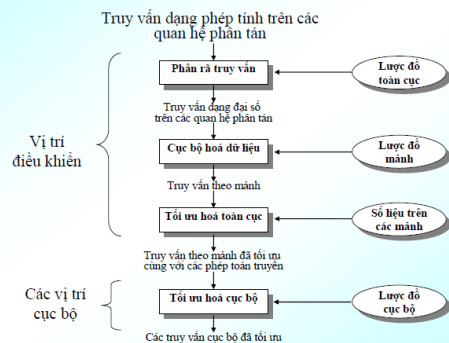 Truy vấn dạng phép tính trên các
quan hệ phân tán
Phân rã truy vấn
Lược đồ
toàn cục
Truy vấn dạng đại số
trên các quan hệ phân tán
Vị trí
điều khiển
Cục bộ hoá dữ liệu
Lược đồ
mảnh
Truy vấn theo mảnh
Tối ưu hoá toàn cục
Số liệu trên
các mảnh
Truy vấn theo mảnh đã tối ưu
cùng với các phép toán truyền
Các vị trí
cục bộ
Tối ưu hoá cục bộ
Lược đồ
cục bộ
Các truy vấn cục bộ đã tối ưu